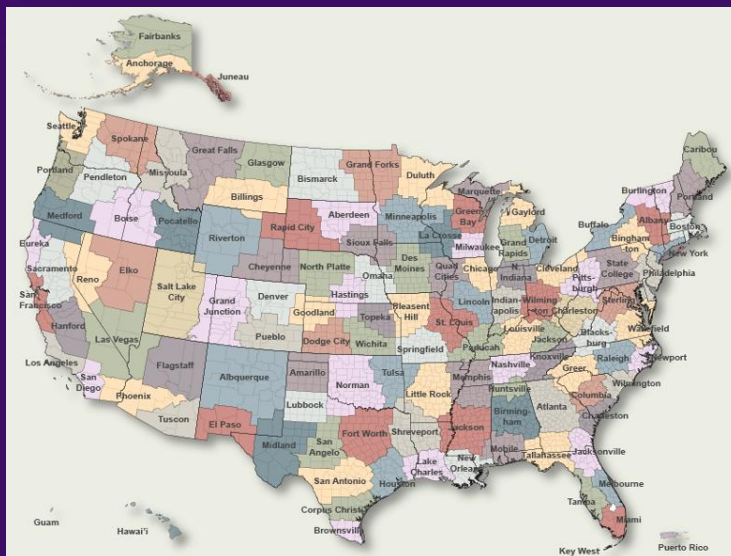 Fairbanks
Anchorage
Juneau
Seattle
Spokane
Great Falls
Glasgow
Bismarck
Grand Forks
Duluth
Marquette
Caribou
Portland
Pendleton
Missoula
Billings
Aberdeen
Minneapolis
Green
Bay
Gaylord
Burlington
Portland
Medford
Boise
Pocatello
Riverton
Rapid City
Sioux Falls
La Crosse
Milwaukee
Grand
Rapids
Detroit
Buffalo
Albany
Boston
Bingham
-ton
New York
Eureka
Sacramento
Reno
Elko
Salt Lake
City
Cheyenne
North Platte
Omaha
Des
Moines
Quad
Cities
Chicago
N.
Indiana
Cleveland
Pitts-
burgh
State
College
Philadelphia
San
Francisco
Hanford
Las Vegas
Grand
Junction
Denver
Pueblo
Hastings
Goodland
Topeka
Dodge City
Wichita
Pleasant
Hill
Lincoln
St. Louis
Indian-
apolis
Wilming
-ton
Charleston
Sterling
Wakefield
Louisville
Jackson
Blacks-
burg
Los Angeles
San
Diego
Phoenix
Flagstaff
Tucson
Albuquerque
El Paso
Amarillo
Lubbock
Midland
Norman
Tulsa
Springfield
Paducah
Little Rock
Memphis
Nashville
Knoxville
Raleigh
Newport
Greer
Wilmington
Columbia
Charleston
Huntsville
Birming-
ham
Atlanta
Fort Worth
Shreveport
Jackson
Mobile
Tallahassee
Jacksonville
San
Angelo
San Antonio
Houston
Lake
Charles
New
Orleans
Corpus Christi
Brownsville
Melbourne
Tampa
Miami
Key West
Guam
Hawai'i
Puerto Rico